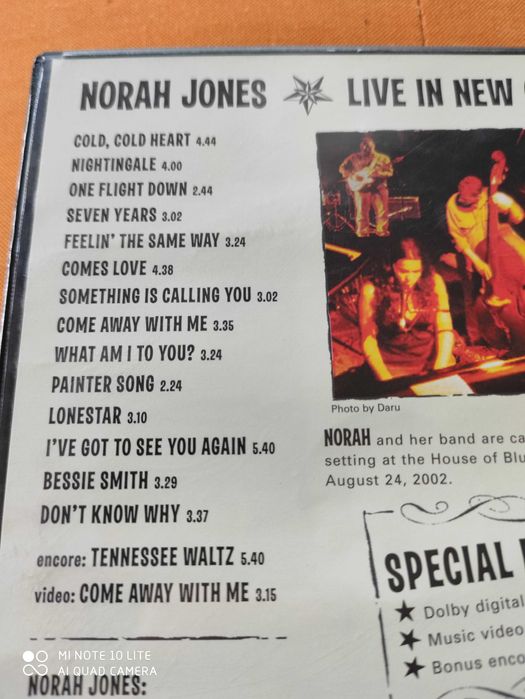 NORAH JONES LIVE IN NEW
COLD, COLD HEART 4.44
NIGHTINGALE 4.00
ONE FLIGHT DOWN 2.44
SEVEN YEARS 3.02
FEELIN' THE SAME WAY 3.24
COMES LOVE 4.38
SOMETHING IS CALLING YOU 3.02
COME AWAY WITH ME 3.35
WHAT AM I TO YOU? 3.24
PAINTER SONG 2.24
LONESTAR 3.10
I'VE GOT TO SEE YOU AGAIN 5.40
BESSIE SMITH 3.29
DON'T KNOW WHY 3.37
encore: TENNESSEE WALTZ 5.40
video: COME AWAY WITH ME 3.15
NORAH JONES:
Photo by Daru
NORAH and her band are ca
setting at the House of Blu
August 24, 2002.
SPECIAL
★ Dolby digital
★ Music video
★ Bonus enco
MI NOTE 10 LITE
AI QUAD CAMERA